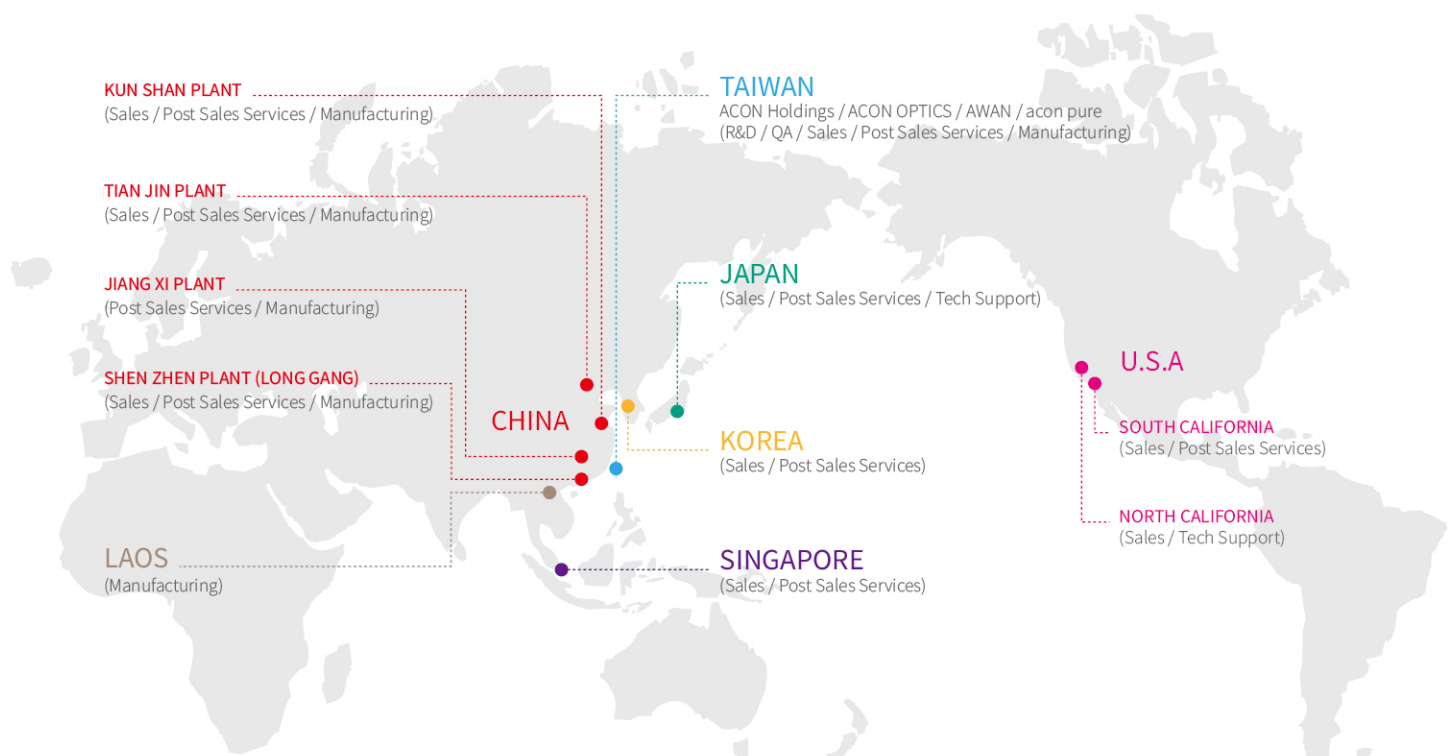 KUN SHAN PLANT
(Sales / Post Sales Services / Manufacturing)
TIAN JIN PLANT
(Sales / Post Sales Services / Manufacturing)
JIANG XI PLANT
(Post Sales Services / Manufacturing)
SHEN ZHEN PLANT (LONG GANG)
(Sales / Post Sales Services / Manufacturing)
CHINA
LAOS
(Manufacturing)
TAIWAN
ACON Holdings / ACON OPTICS / AWAN / acon pure
(R&D / QA / Sales / Post Sales Services / Manufacturing)
JAPAN
(Sales / Post Sales Services / Tech Support)
KOREA
(Sales / Post Sales Services)
SINGAPORE
(Sales / Post Sales Services)
U.S.A
SOUTH CALIFORNIA
(Sales / Post Sales Services)
NORTH CALIFORNIA
(Sales / Tech Support)